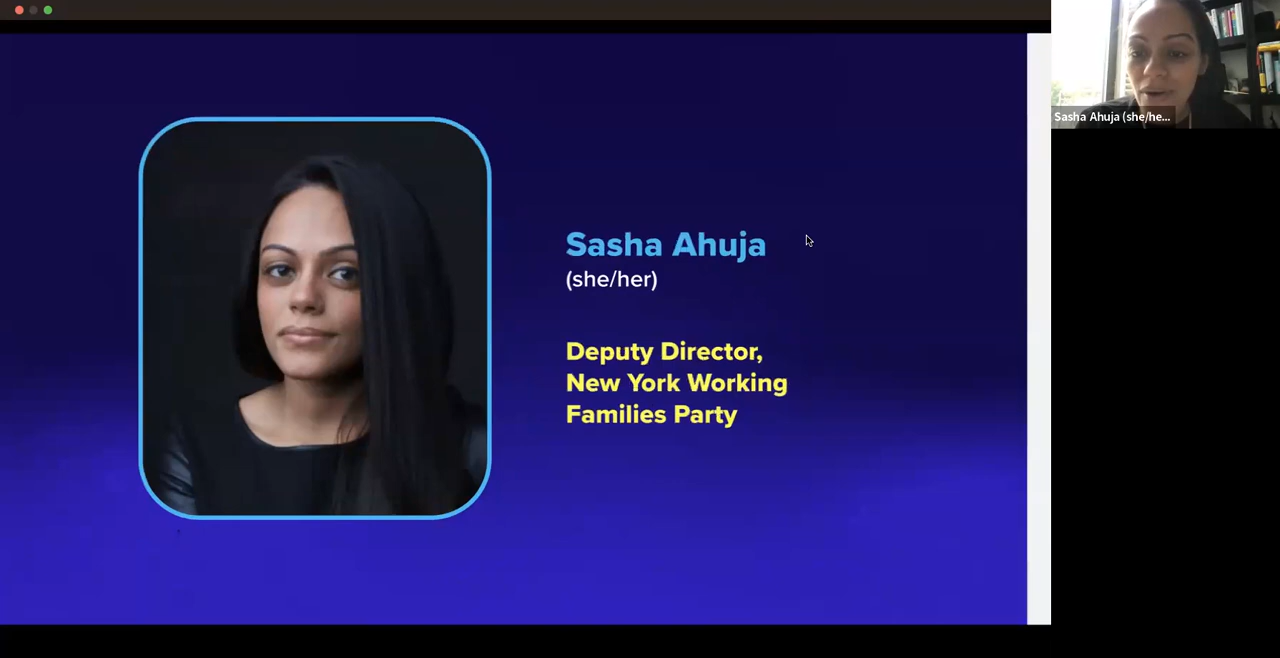 Sasha Ahuja
(she/her)
Deputy Director,
New York Working
Families Party
Sasha Ahuja (she/he...